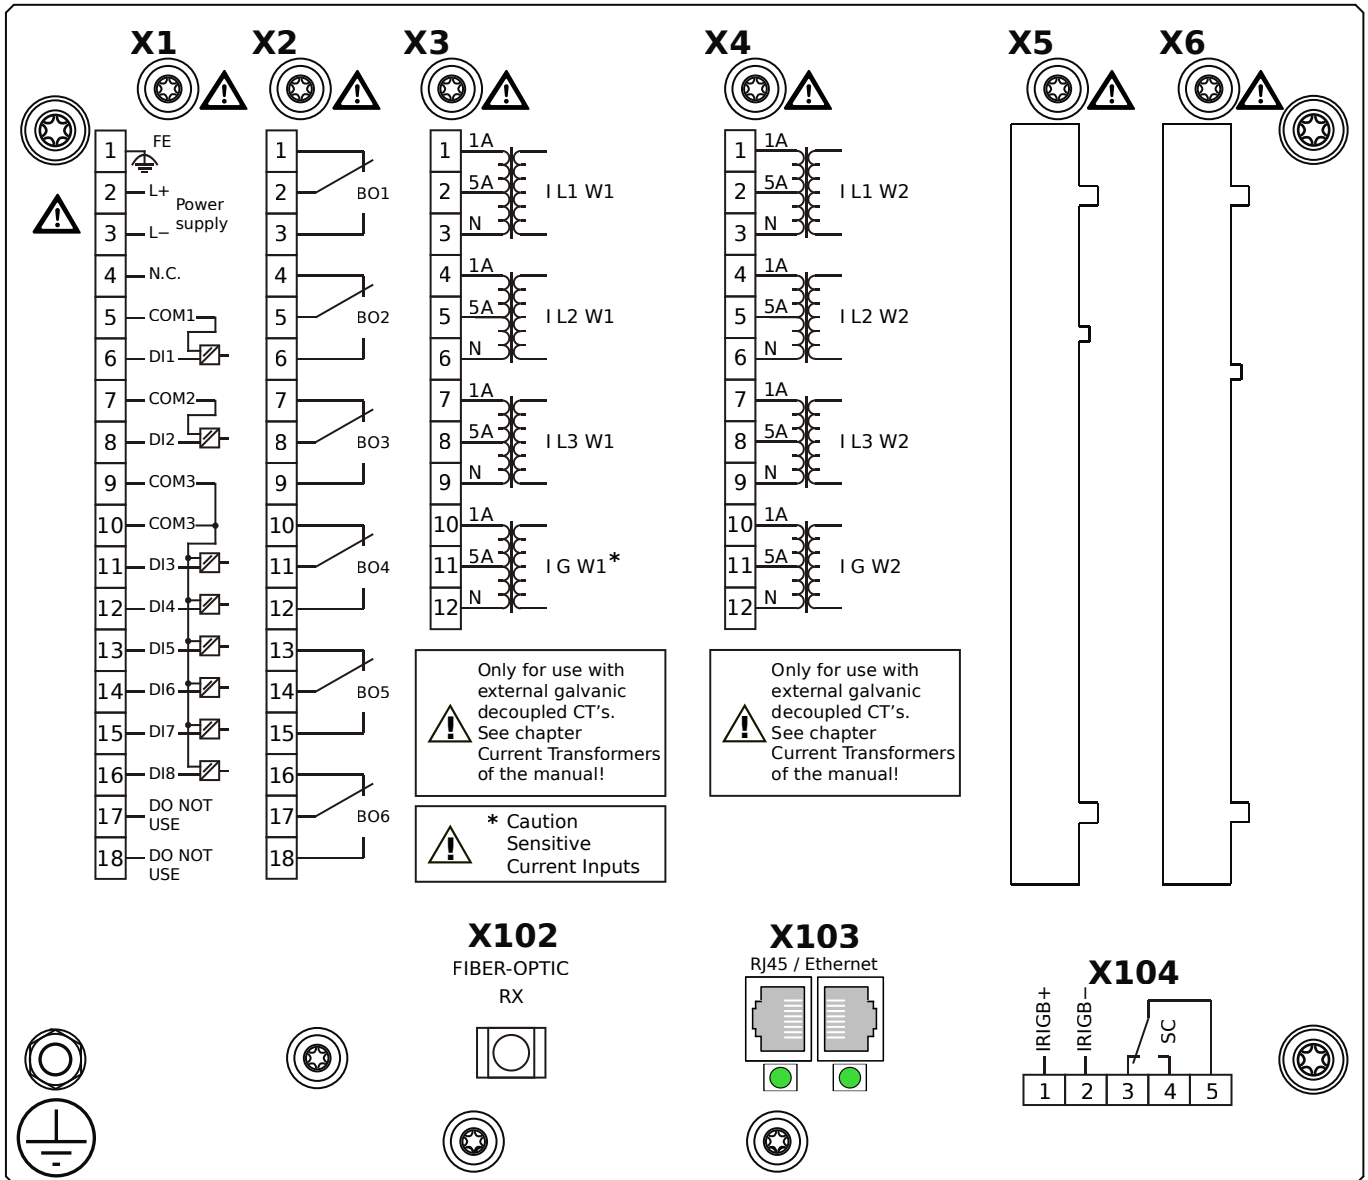 X1
X2
X3
X4
X5
X6
1
FE
2
L+
Power
supply
3
L−
4
N.C.
5
COM1
6
DI1
7
COM2
8
DI2
9
COM3
10
COM3
11
DI3
12
DI4
13
DI5
14
DI6
15
DI7
16
DI8
17
DO NOT
USE
18
DO NOT
USE
1
2
BO1
3
4
5
BO2
6
7
8
BO3
9
10
11
BO4
12
13
14
BO5
15
16
17
BO6
18
1
1A
2
5A
I L1 W1
3
N
4
1A
5
5A
I L2 W1
6
N
7
1A
8
5A
I L3 W1
9
N
10
1A
11
5A
I G W1*
12
N
Only for use with
external galvanic
decoupled CT's.
See chapter
Current Transformers
of the manual!
* Caution
Sensitive
Current Inputs
1
1A
2
5A
I L1 W2
3
N
4
1A
5
5A
I L2 W2
6
N
7
1A
8
5A
I L3 W2
9
N
10
1A
11
5A
I G W2
12
N
Only for use with
external galvanic
decoupled CT's.
See chapter
Current Transformers
of the manual!
X102
FIBER-OPTIC
RX
X103
RJ45 / Ethernet
X104
IRIGB+
IRIGB−
SC
1 2 3 4 5